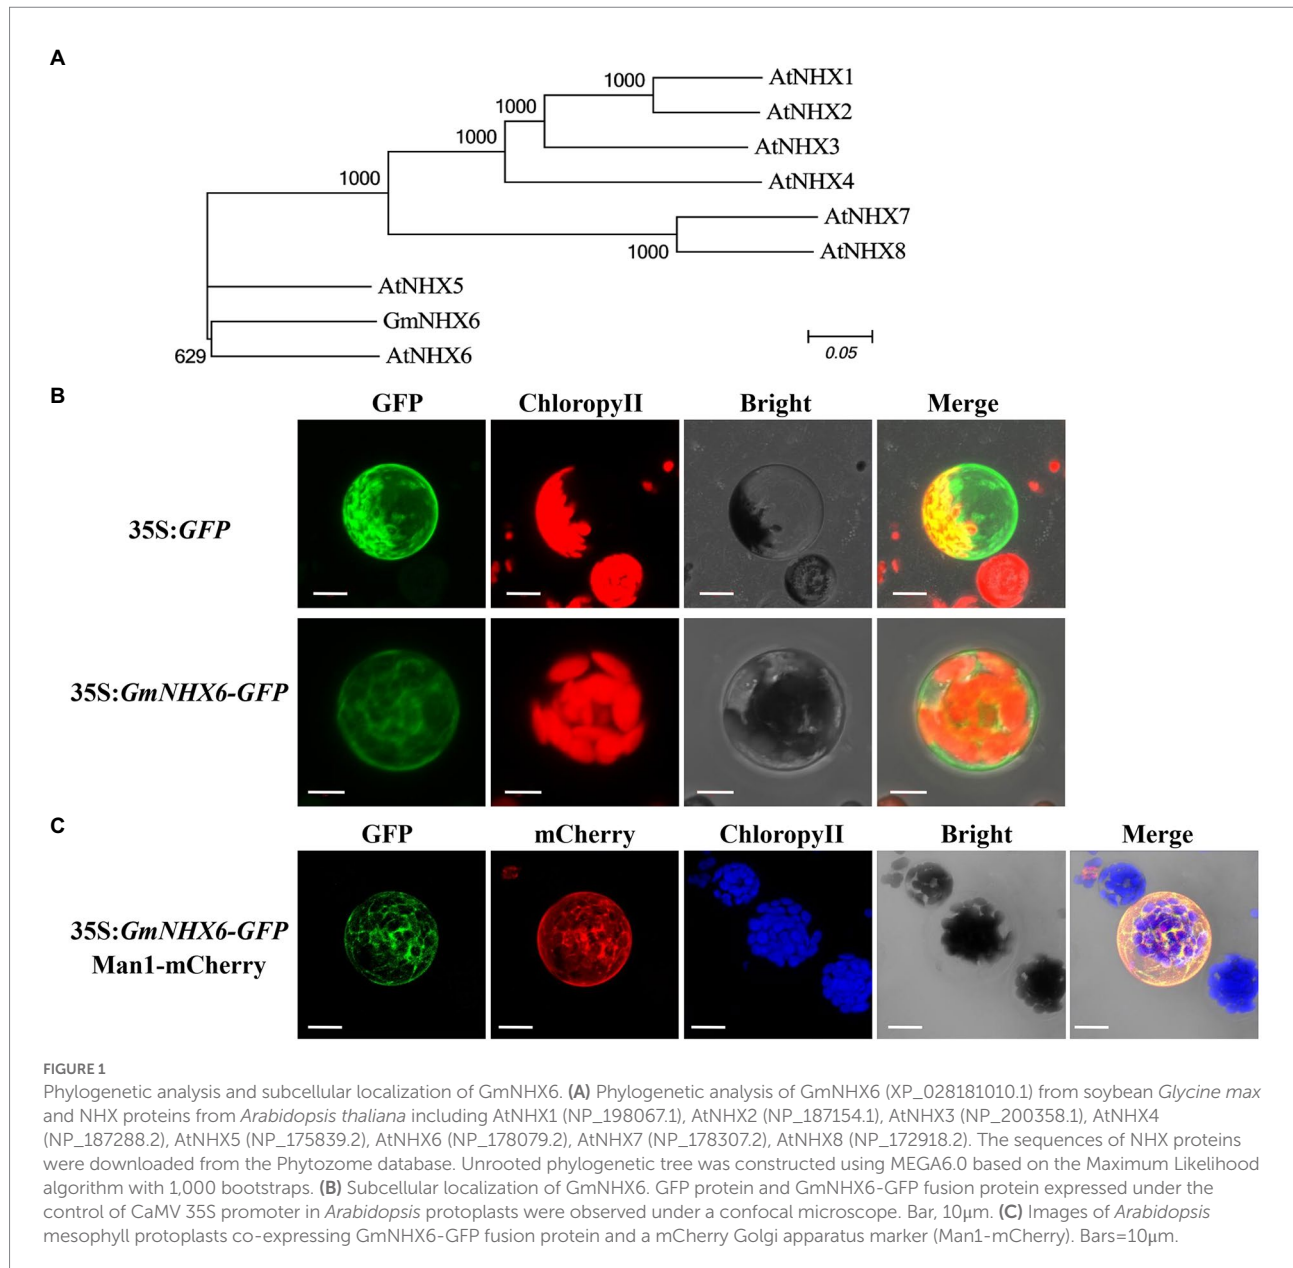 A
1000 AtNHX1
1000 AtNHX2
1000 AtNHX3
1000 AtNHX4
AtNHX7
1000 AtNHX8
AtNHX5
GmNHX6
629 AtNHX6
0.05
B
GFP ChloropyII Bright Merge
35S:GFP
35S:GmNHX6-GFP
C
GFP mCherry ChloropyII Bright Merge
35S:GmNHX6-GFP
Man1-mCherry
FIGURE 1
Phylogenetic analysis and subcellular localization of GmNHX6. (A) Phylogenetic analysis of GmNHX6 (XP_028181010.1) from soybean Glycine max
and NHX proteins from Arabidopsis thaliana including AtNHX1 (NP_198067.1), AtNHX2 (NP_187154.1), AtNHX3 (NP_200358.1), AtNHX4
(NP_187288.2), AtNHX5 (NP_175839.2), AtNHX6 (NP_178079.2), AtNHX7 (NP_178307.2), AtNHX8 (NP_172918.2). The sequences of NHX proteins
were downloaded from the Phytozome database. Unrooted phylogenetic tree was constructed using MEGA6.0 based on the Maximum Likelihood
algorithm with 1,000 bootstraps. (B) Subcellular localization of GmNHX6. GFP protein and GmNHX6-GFP fusion protein expressed under the
control of CaMV 35S promoter in Arabidopsis protoplasts were observed under a confocal microscope. Bar, 10μm. (C) Images of Arabidopsis
mesophyll protoplasts co-expressing GmNHX6-GFP fusion protein and a mCherry Golgi apparatus marker (Man1-mCherry). Bars=10μm.